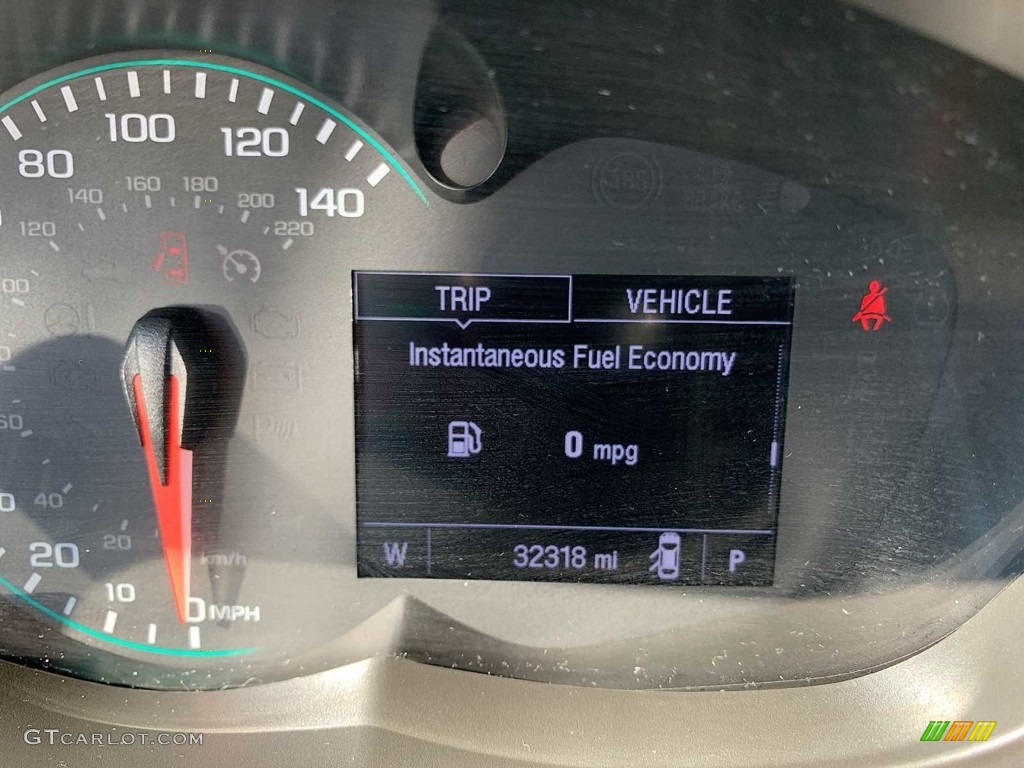 100
120
80
140
140 160 180
200
120
220
TRIP VEHICLE
Instantaneous Fuel Economy
0 mpg
40
20
20
km/h
W 32318 mi P
10
0 MPH
GTCARLOT.COM